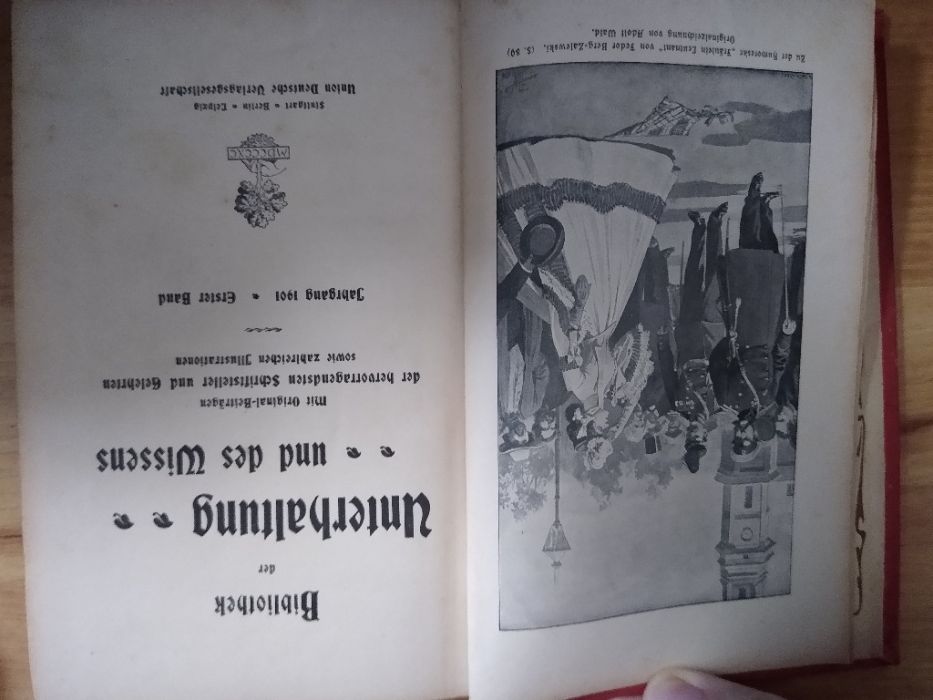 Zu der Humoreske „Fräulein Leutnant“ von Fedor Berg-Zalewski. (S. 80)
Originalzeichnung von Adolf Wald.
Bibliothek
der
Unterhaltung
und des Wissens
Mit Original-Beiträgen
der hervorragendsten Schriftsteller und Gelehrten
sowie zahlreichen Illustrationen
Jahrgang 1901 * Erster Band
MDCCCXC
Stuttgart * Berlin * Leipzig
Union Deutsche Verlagsgesellschaft